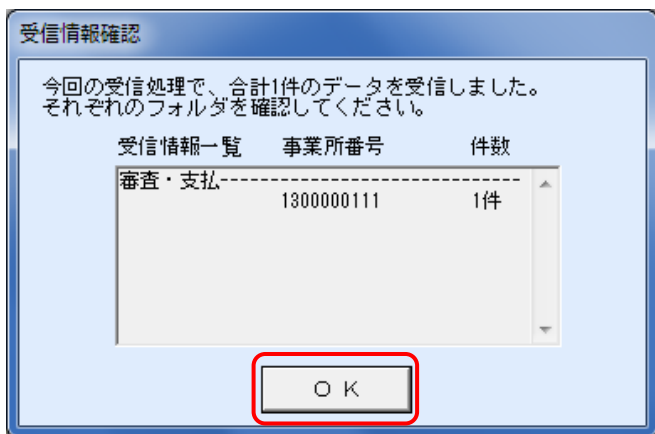 受信情報確認
今回の受信処理で、合計1件のデータを受信しました。
それぞれのフォルダを確認してください。
受信情報一覧 事業所番号 件数
審査・支払------------------------------
1300000111 1件
ＯＫ